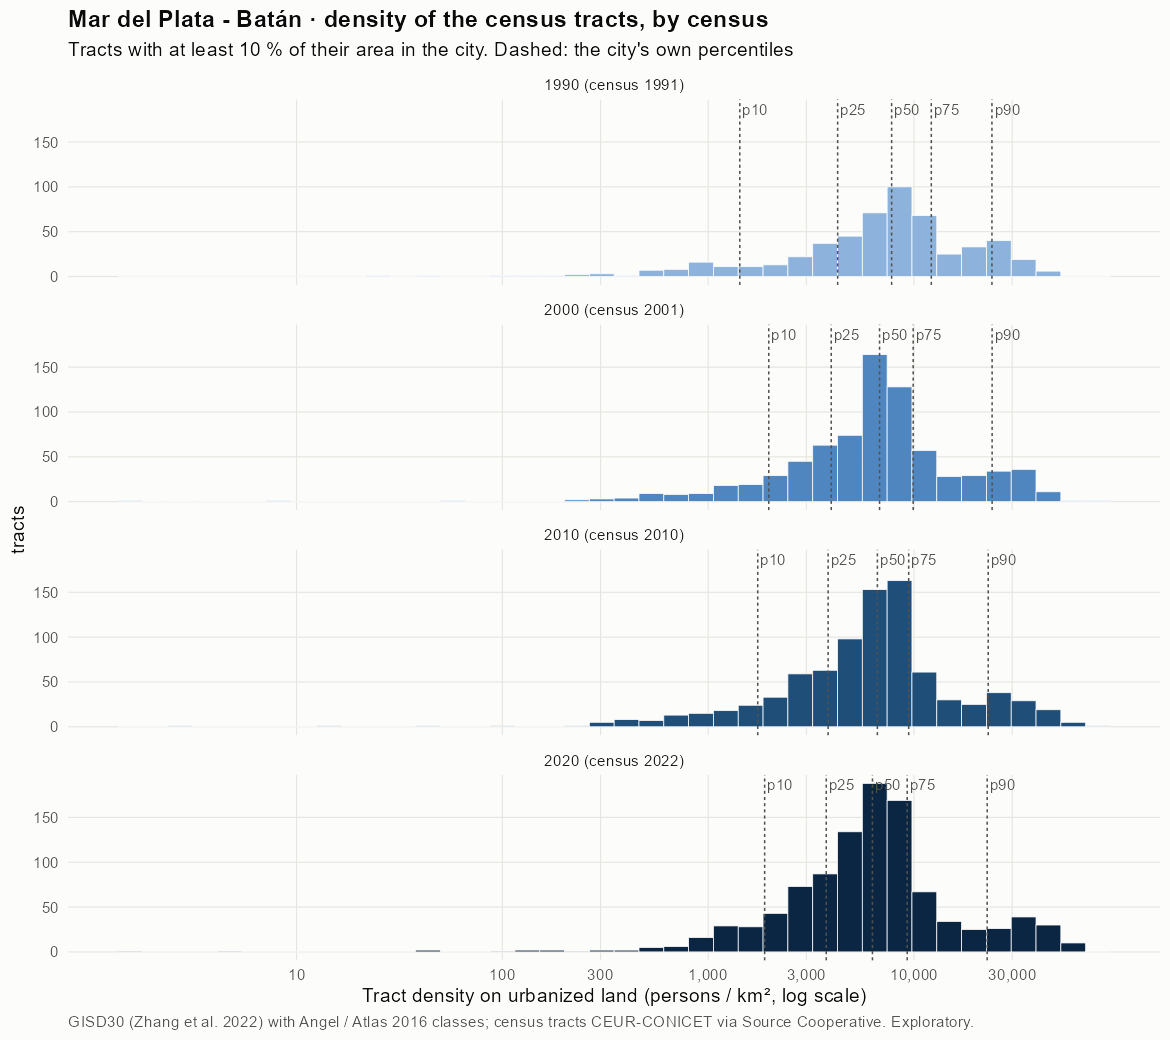 Mar del Plata - Batán · density of the census tracts, by census
Tracts with at least 10 % of their area in the city. Dashed: the city's own percentiles
1990 (census 1991)
p10 p25 p50 p75 p90
150
100
50
0
2000 (census 2001)
p10 p25 p50 p75 p90
150
100
50
0
2010 (census 2010)
p10 p25 p50 p75 p90
150
100
50
0
2020 (census 2022)
p10 p25 p50 p75 p90
150
100
50
0
tracts
10 100 300 1,000 3,000 10,000 30,000
Tract density on urbanized land (persons / km², log scale)
GISD30 (Zhang et al. 2022) with Angel / Atlas 2016 classes; census tracts CEUR-CONICET via Source Cooperative. Exploratory.